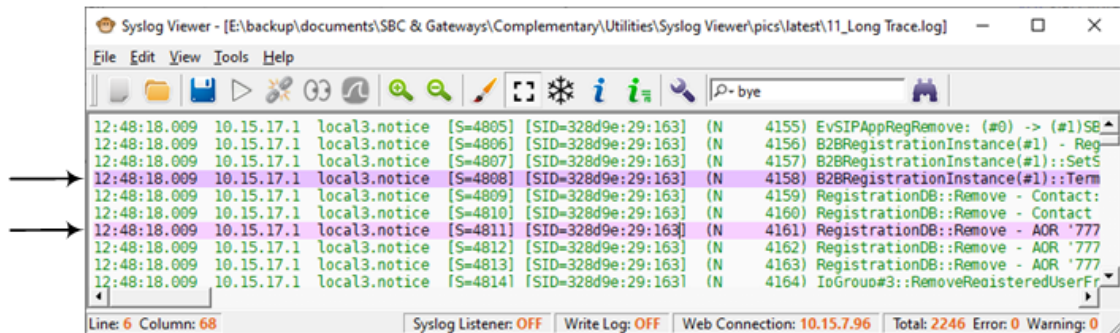 Syslog Viewer - [E:\backup\documents\SBC & Gateways\Complementary\Utilities\Syslog Viewer\pics\latest\11_Long Trace.log]
File Edit View Tools Help
bye
12:48:18.009 10.15.17.1 local3.notice [S=4805] [SID=328d9e:29:163] (N 4155) EvSIPAppRegRemove: (#0) -> (#1)SB
12:48:18.009 10.15.17.1 local3.notice [S=4806] [SID=328d9e:29:163] (N 4156) B2BRegistrationInstance(#1) - Reg
12:48:18.009 10.15.17.1 local3.notice [S=4807] [SID=328d9e:29:163] (N 4157) B2BRegistrationInstance(#1)::SetS
12:48:18.009 10.15.17.1 local3.notice [S=4808] [SID=328d9e:29:163] (N 4158) B2BRegistrationInstance(#1)::Term
12:48:18.009 10.15.17.1 local3.notice [S=4809] [SID=328d9e:29:163] (N 4159) RegistrationDB::Remove - Contact:
12:48:18.009 10.15.17.1 local3.notice [S=4810] [SID=328d9e:29:163] (N 4160) RegistrationDB::Remove - Contact
12:48:18.009 10.15.17.1 local3.notice [S=4811] [SID=328d9e:29:163] (N 4161) RegistrationDB::Remove - AOR '777
12:48:18.009 10.15.17.1 local3.notice [S=4812] [SID=328d9e:29:163] (N 4162) RegistrationDB::Remove - AOR '777
12:48:18.009 10.15.17.1 local3.notice [S=4813] [SID=328d9e:29:163] (N 4163) RegistrationDB::Remove - AOR '777
12:48:18.009 10.15.17.1 local3.notice [S=4814] [SID=328d9e:29:163] (N 4164) IpGroup#3::RemoveRegisteredUserFr
Line: 6 Column: 68 Syslog Listener: OFF Write Log: OFF Web Connection: 10.15.7.96 Total: 2246 Error: 0 Warning: 0